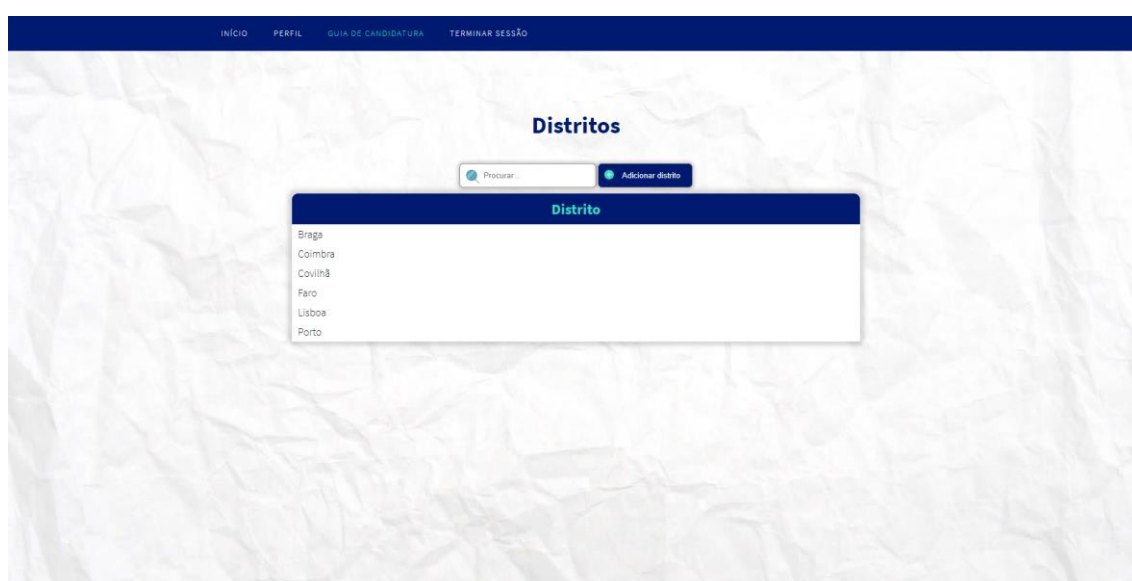 INÍCIO PERFIL GUIA DE CANDIDATURA TERMINAR SESSÃO
Distritos
Procurar... Adicionar distrito
Distrito
Braga
Coimbra
Covilhã
Faro
Lisboa
Porto